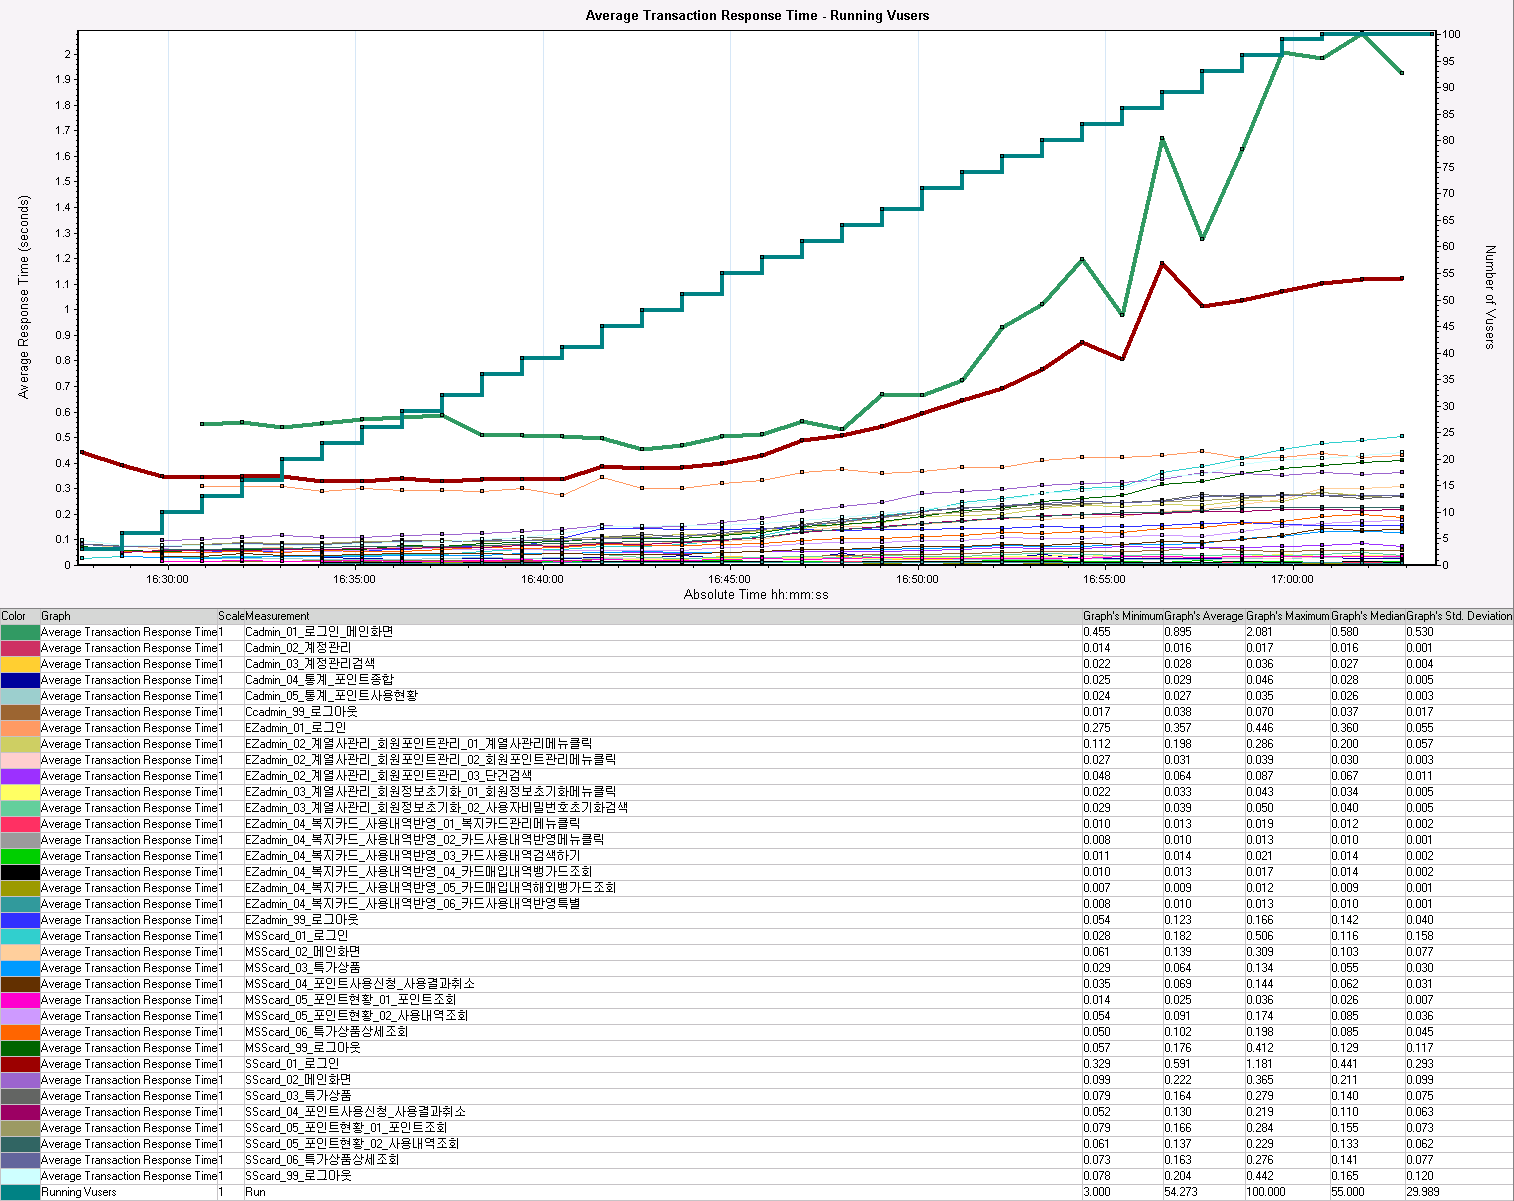 Average Transaction Response Time - Running Vusers
Average Response Time (seconds)
2
1.9
1.8
1.7
1.6
1.5
1.4
1.3
1.2
1.1
1
0.9
0.8
0.7
0.6
0.5
0.4
0.3
0.2
0.1
0
100
95
90
85
80
75
70
65
60
55
50
45
40
35
30
25
20
15
10
5
0
Number of Vusers
16:30:00 16:35:00 16:40:00 16:45:00 16:50:00 16:55:00 17:00:00
Absolute Time hh:mm:ss
Color Graph Scale Measurement Graph's Minimum Graph's Average Graph's Maximum Graph's Median Graph's Std. Deviation
Average Transaction Response Time 1 Cadmin_01_로그인_메인화면 0.455 0.895 2.081 0.580 0.530
Average Transaction Response Time 1 Cadmin_02_계정관리 0.014 0.016 0.017 0.016 0.001
Average Transaction Response Time 1 Cadmin_03_계정관리검색 0.022 0.028 0.036 0.027 0.004
Average Transaction Response Time 1 Cadmin_04_통계_포인트종합 0.025 0.029 0.046 0.028 0.005
Average Transaction Response Time 1 Cadmin_05_통계_포인트사용현황 0.024 0.027 0.035 0.026 0.003
Average Transaction Response Time 1 Ccadmin_99_로그아웃 0.017 0.038 0.070 0.037 0.017
Average Transaction Response Time 1 EZadmin_01_로그인 0.275 0.357 0.446 0.360 0.055
Average Transaction Response Time 1 EZadmin_02_계열사관리_회원포인트관리_01_계열사관리메뉴클릭 0.112 0.198 0.286 0.200 0.057
Average Transaction Response Time 1 EZadmin_02_계열사관리_회원포인트관리_02_회원포인트관리메뉴클릭 0.027 0.031 0.039 0.030 0.003
Average Transaction Response Time 1 EZadmin_02_계열사관리_회원포인트관리_03_단건검색 0.048 0.064 0.087 0.067 0.011
Average Transaction Response Time 1 EZadmin_03_계열사관리_회원정보초기화_01_회원정보초기화메뉴클릭 0.022 0.033 0.043 0.034 0.005
Average Transaction Response Time 1 EZadmin_03_계열사관리_회원정보초기화_02_사용자비밀번호초기화검색 0.029 0.039 0.050 0.040 0.005
Average Transaction Response Time 1 EZadmin_04_복지카드_사용내역반영_01_복지카드관리메뉴클릭 0.010 0.013 0.019 0.012 0.002
Average Transaction Response Time 1 EZadmin_04_복지카드_사용내역반영_02_카드사용내역반영메뉴클릭 0.008 0.010 0.013 0.010 0.001
Average Transaction Response Time 1 EZadmin_04_복지카드_사용내역반영_03_카드사용내역검색하기 0.011 0.014 0.021 0.014 0.002
Average Transaction Response Time 1 EZadmin_04_복지카드_사용내역반영_04_카드매입내역뱅가드조회 0.010 0.013 0.017 0.014 0.002
Average Transaction Response Time 1 EZadmin_04_복지카드_사용내역반영_05_카드매입내역해외뱅가드조회 0.007 0.009 0.012 0.009 0.001
Average Transaction Response Time 1 EZadmin_04_복지카드_사용내역반영_06_카드사용내역반영특별 0.008 0.010 0.013 0.010 0.001
Average Transaction Response Time 1 EZadmin_99_로그아웃 0.054 0.123 0.166 0.142 0.040
Average Transaction Response Time 1 MSScard_01_로그인 0.028 0.182 0.506 0.116 0.158
Average Transaction Response Time 1 MSScard_02_메인화면 0.061 0.139 0.309 0.103 0.077
Average Transaction Response Time 1 MSScard_03_특가상품 0.029 0.064 0.134 0.055 0.030
Average Transaction Response Time 1 MSScard_04_포인트사용신청_사용결과취소 0.035 0.069 0.144 0.062 0.031
Average Transaction Response Time 1 MSScard_05_포인트현황_01_포인트조회 0.014 0.025 0.036 0.026 0.007
Average Transaction Response Time 1 MSScard_05_포인트현황_02_사용내역조회 0.054 0.091 0.174 0.085 0.036
Average Transaction Response Time 1 MSScard_06_특가상품상세조회 0.050 0.102 0.198 0.085 0.045
Average Transaction Response Time 1 MSScard_99_로그아웃 0.057 0.176 0.412 0.129 0.117
Average Transaction Response Time 1 SScard_01_로그인 0.329 0.591 1.181 0.441 0.293
Average Transaction Response Time 1 SScard_02_메인화면 0.099 0.222 0.365 0.211 0.099
Average Transaction Response Time 1 SScard_03_특가상품 0.079 0.164 0.279 0.140 0.075
Average Transaction Response Time 1 SScard_04_포인트사용신청_사용결과취소 0.052 0.130 0.219 0.110 0.063
Average Transaction Response Time 1 SScard_05_포인트현황_01_포인트조회 0.079 0.166 0.284 0.155 0.073
Average Transaction Response Time 1 SScard_05_포인트현황_02_사용내역조회 0.061 0.137 0.229 0.133 0.062
Average Transaction Response Time 1 SScard_06_특가상품상세조회 0.073 0.163 0.276 0.141 0.077
Average Transaction Response Time 1 SScard_99_로그아웃 0.078 0.204 0.442 0.165 0.120
Running Vusers 1 Run 3.000 54.273 100.000 55.000 29.989